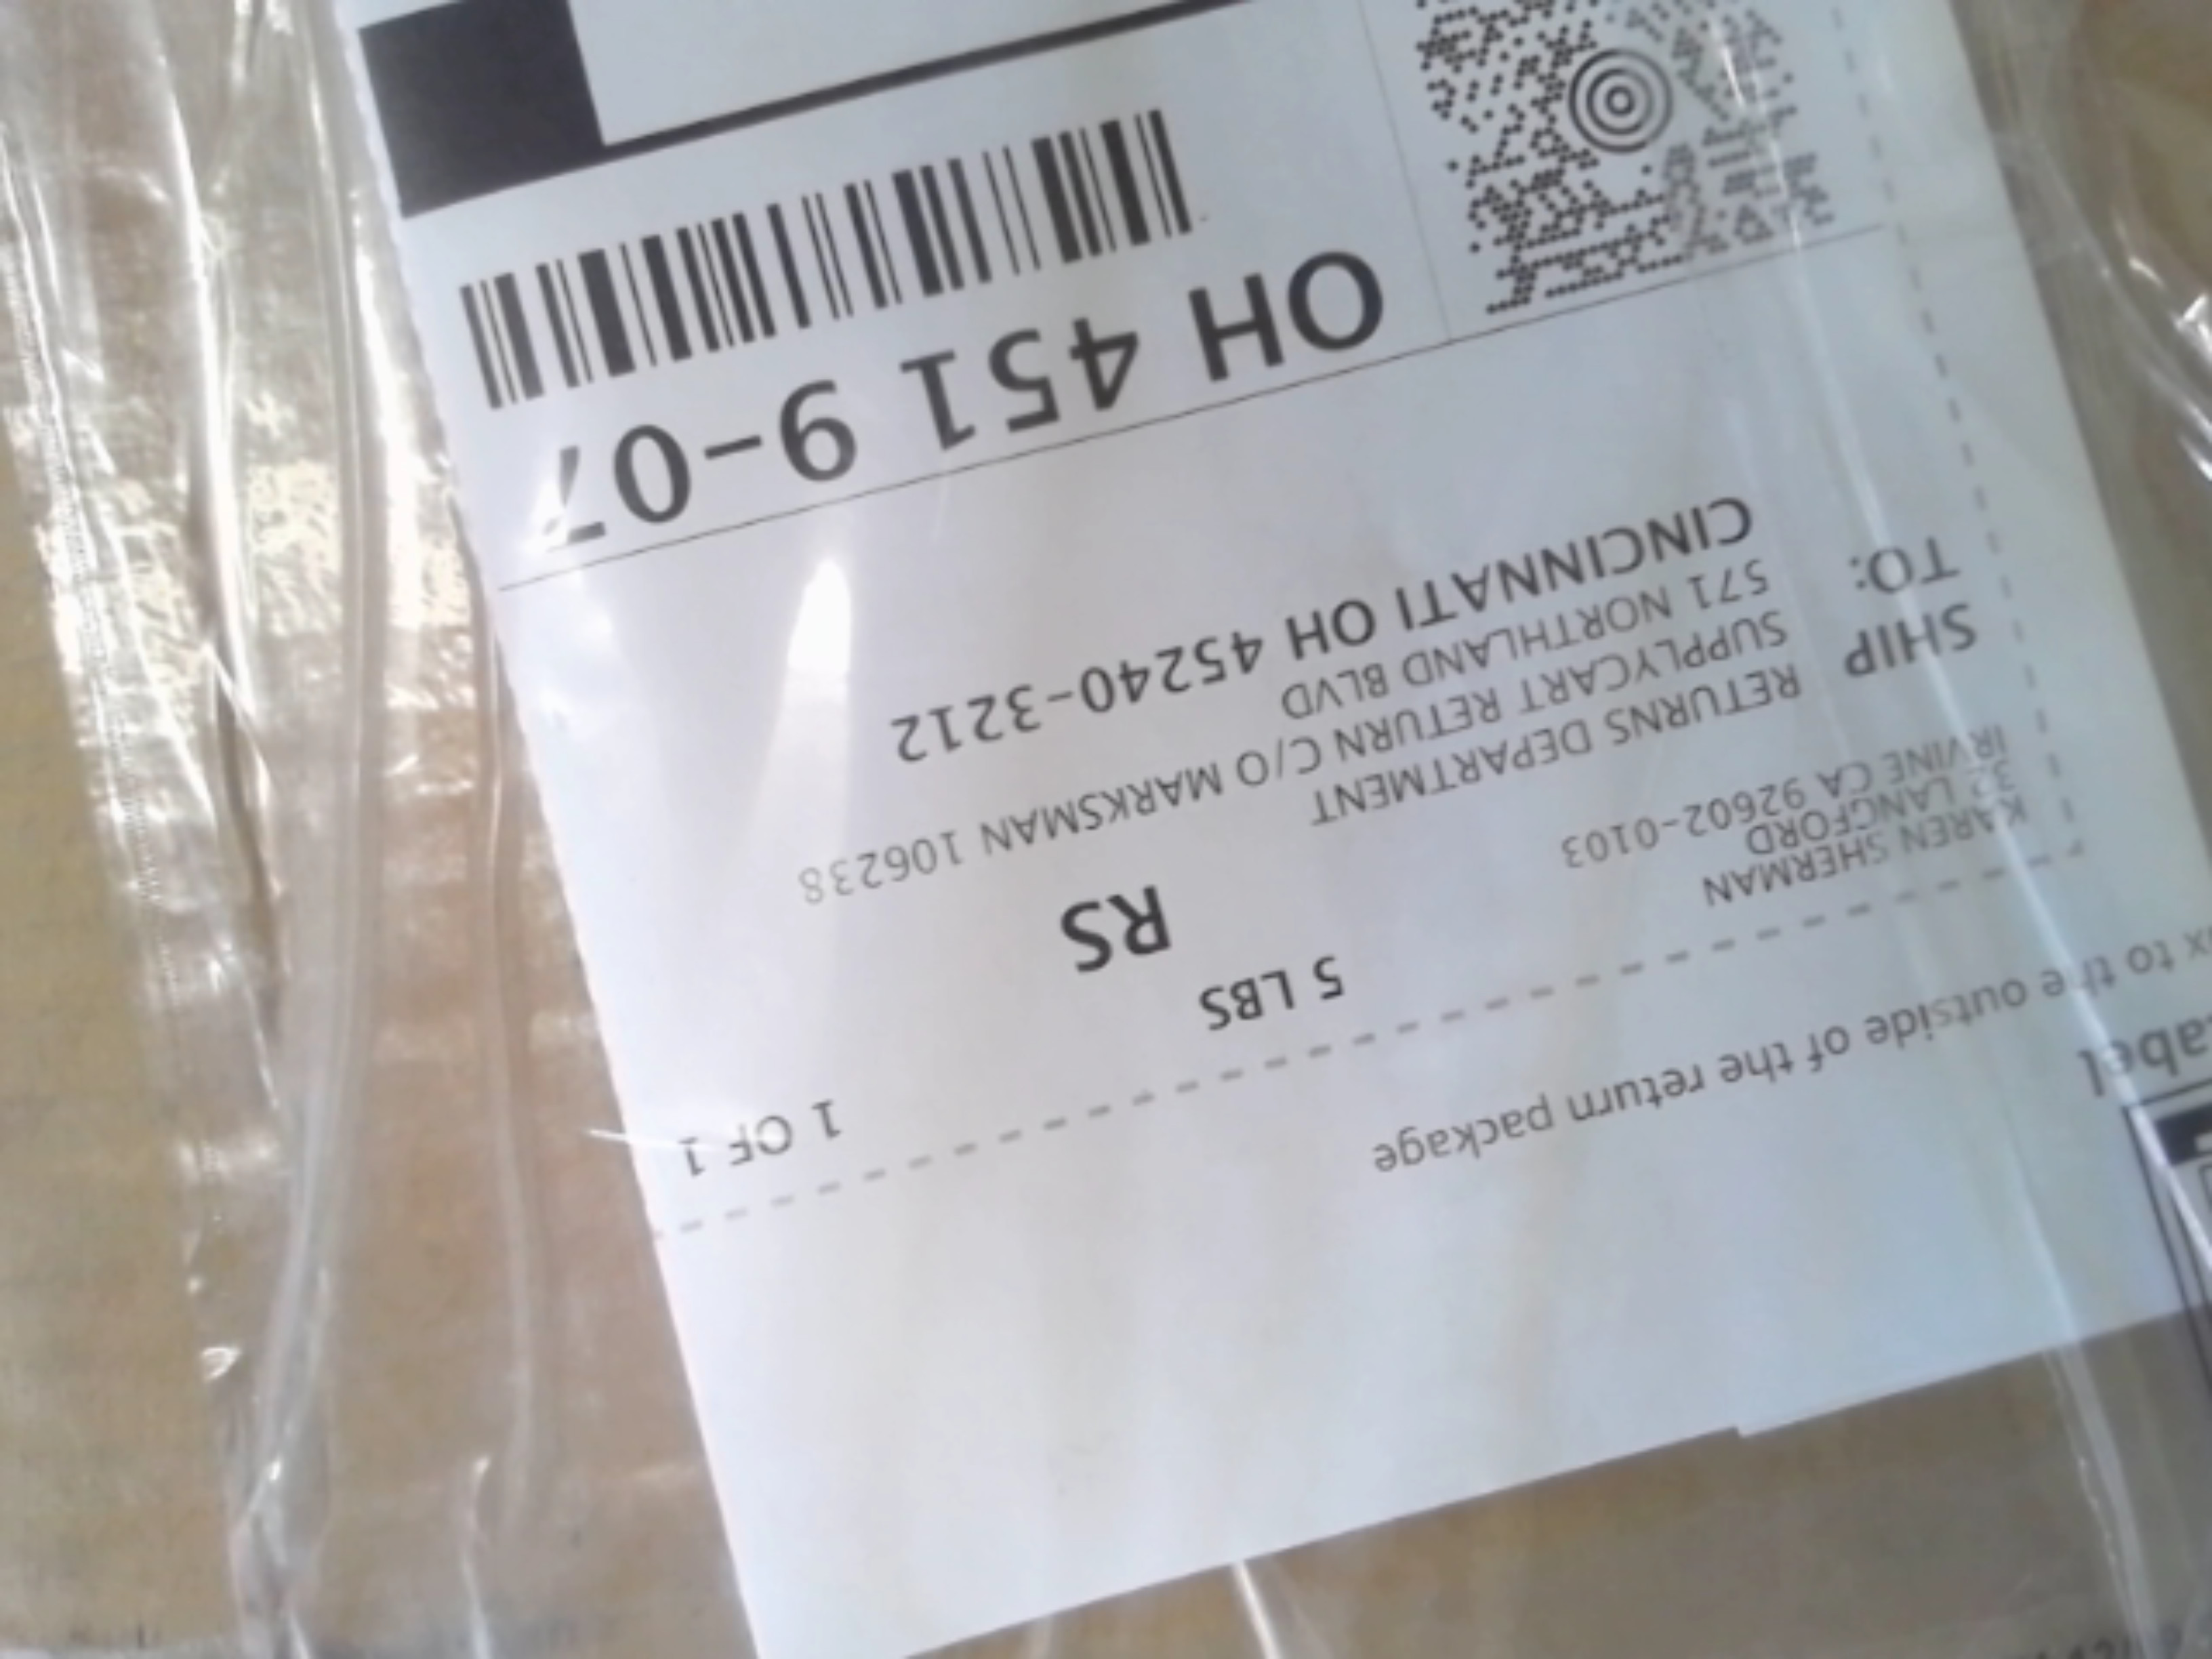 label
to the outside of the return package
1 OF 1
5 LBS
RS
KAREN SHERMAN
LANGFORD
IRVINE CA 92602-0103
SHIP
TO:
RETURNS DEPARTMENT
SUPPLYCART RETURN C/O MARKSMAN 106238
571 NORTHLAND BLVD
CINCINNATI OH 45240-3212
OH 451 9-07